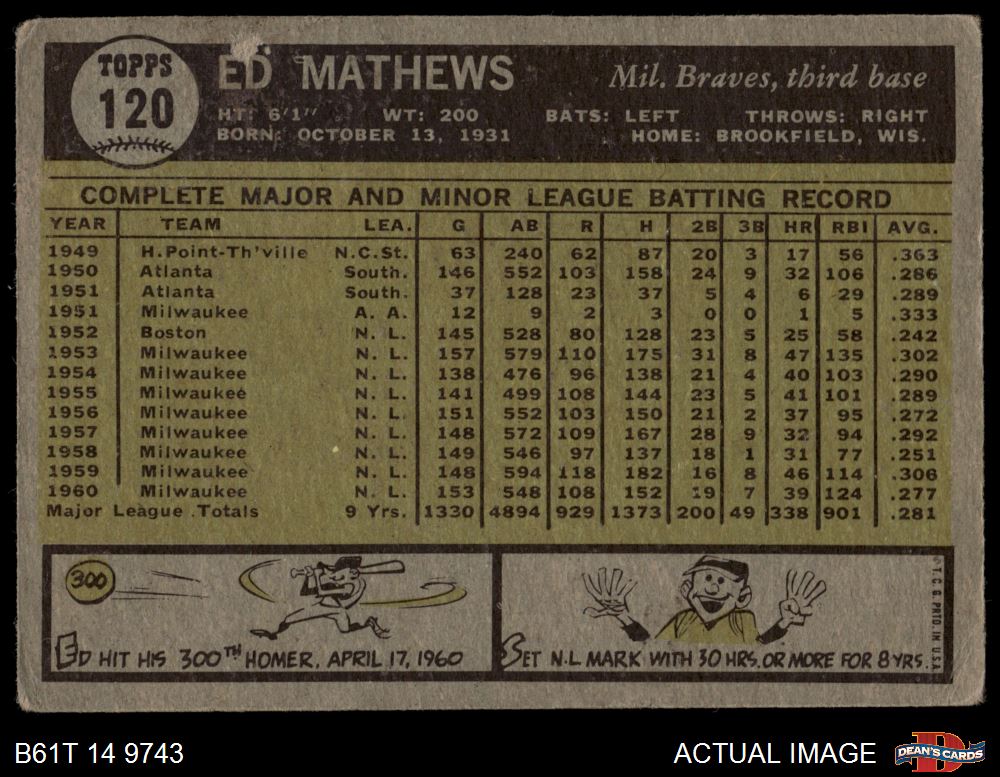 TOPPS
120
ED MATHEWS
Mil. Braves, third base
HT: 6'1" WT: 200 BATS: LEFT THROWS: RIGHT
BORN: OCTOBER 13, 1931 HOME: BROOKFIELD, WIS.
COMPLETE MAJOR AND MINOR LEAGUE BATTING RECORD
YEAR TEAM LEA. G AB R H 2B 3B HR RBI AVG.
1949 H.Point-Th'ville N.C.St. 63 240 62 87 20 3 17 56 .363
1950 Atlanta South. 146 552 103 158 24 9 32 106 .286
1951 Atlanta South. 37 128 23 37 5 4 6 29 .289
1951 Milwaukee A. A. 12 9 2 3 0 0 1 5 .333
1952 Boston N. L. 145 528 80 128 23 5 25 58 .242
1953 Milwaukee N. L. 157 579 110 175 31 8 47 135 .302
1954 Milwaukee N. L. 138 476 96 138 21 4 40 103 .290
1955 Milwaukee N. L. 141 499 108 144 23 5 41 101 .289
1956 Milwaukee N. L. 151 552 103 150 21 2 37 95 .272
1957 Milwaukee N. L. 148 572 109 167 28 9 32 94 .292
1958 Milwaukee N. L. 149 546 97 137 18 1 31 77 .251
1959 Milwaukee N. L. 148 594 118 182 16 8 46 114 .306
1960 Milwaukee N. L. 153 548 108 152 19 7 39 124 .277
Major League Totals 9 Yrs. 1330 4894 929 1373 200 49 338 901 .281
300
ED HIT HIS 300TH HOMER, APRIL 17, 1960
SET N.L MARK WITH 30 HRS. OR MORE FOR 8 YRS.
T. C. G. PRTD. IN U.S.A.
B61T 14 9743
ACTUAL IMAGE
D
DEAN'S CARDS